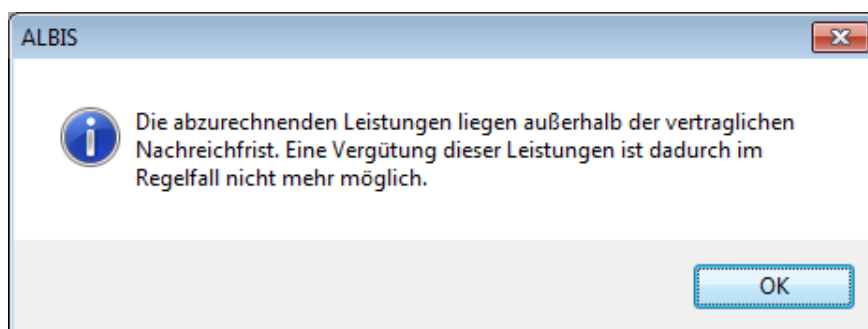 ALBIS
Die abzurechnenden Leistungen liegen außerhalb der vertraglichen
Nachreichfrist. Eine Vergütung dieser Leistungen ist dadurch im
Regelfall nicht mehr möglich.
OK